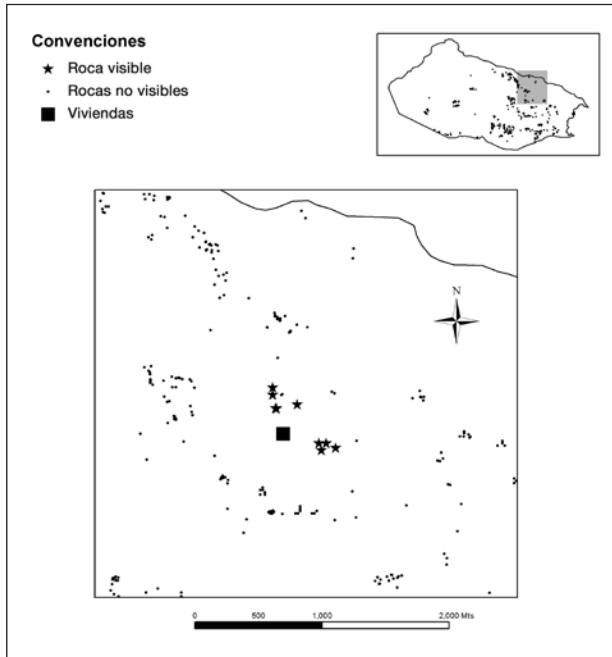 Convenciones
Roca visible
Rocas no visibles
Viviendas
N
0 500 1,000 2,000 Mts